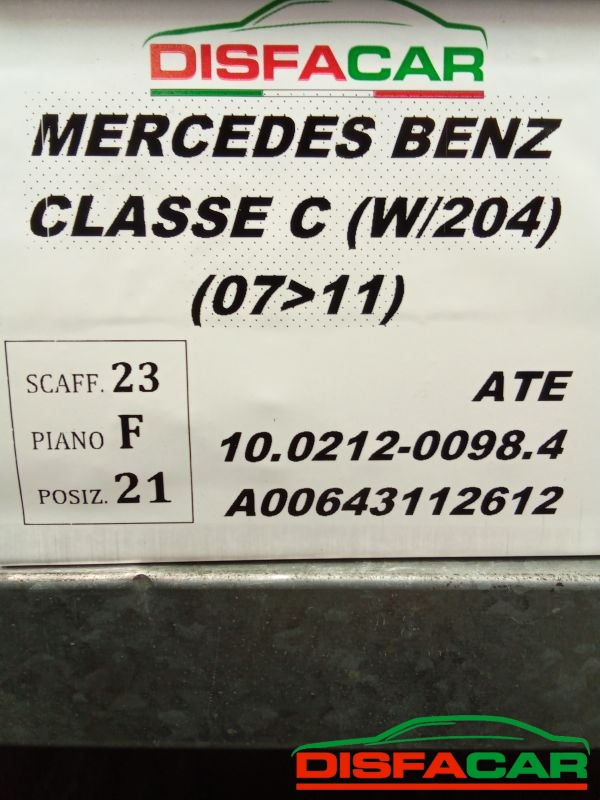 DISFACAR
MERCEDES BENZ
CLASSE C (W/204)
(07>11)
SCAFF. 23
PIANO F
POSIZ. 21
ATE
10.0212-0098.4
A00643112612
DISFACAR